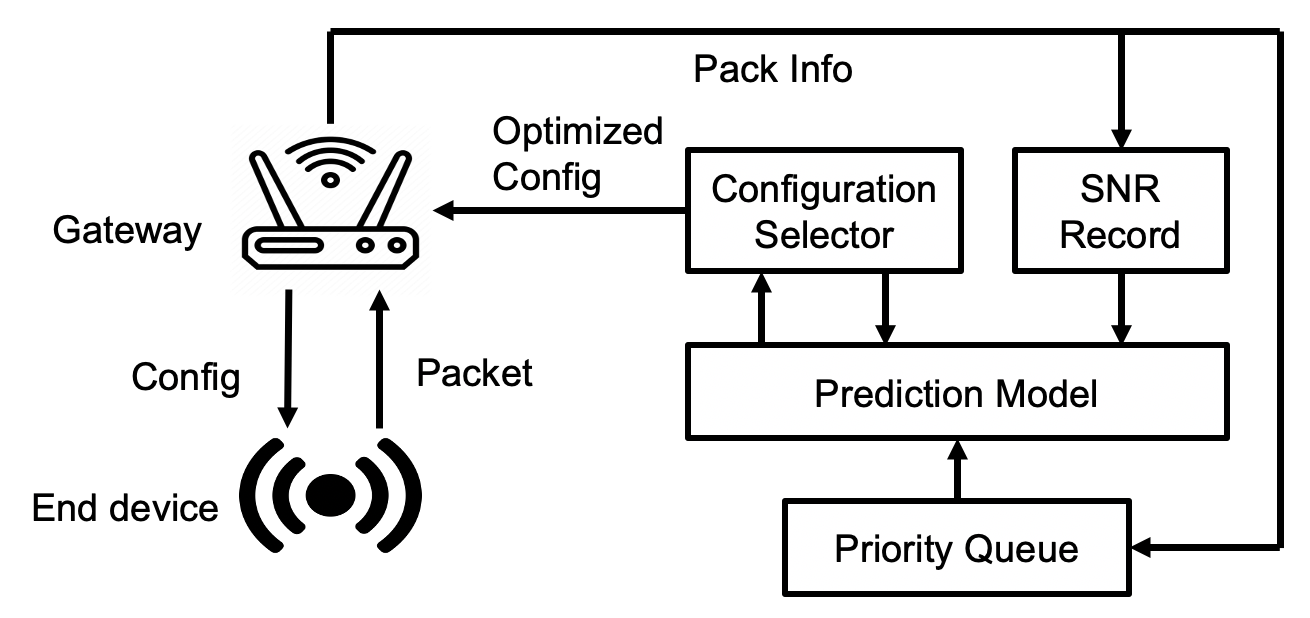 Pack Info
Optimized
Config
Configuration
Selector
SNR
Record
Gateway
Config
Packet
Prediction Model
End device
Priority Queue